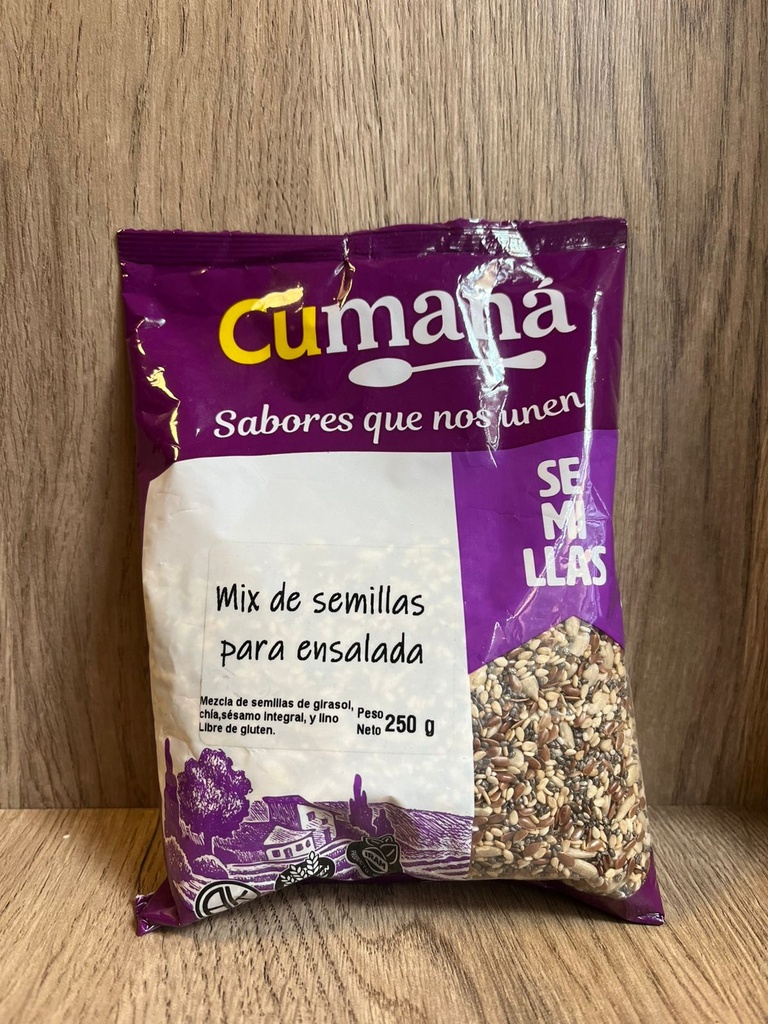 cumaná
Sabores que nos unen
SE
MI
LLAS
Mix de semillas
para ensalada
Mezcla de semillas de girasol,
chía,sésamo integral, y lino
Libre de gluten.
Peso
Neto 250 g